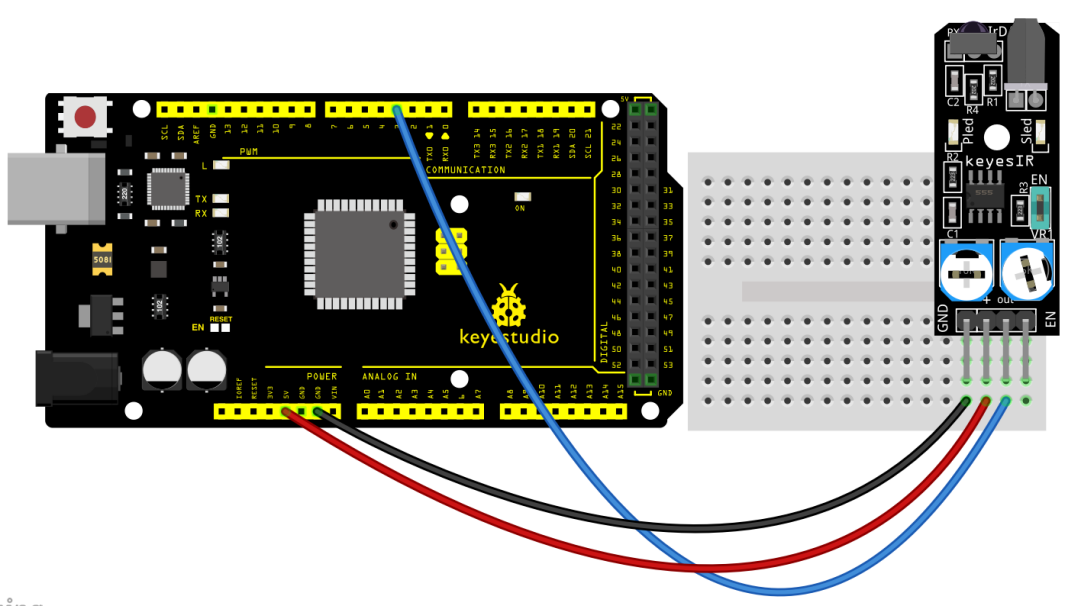 RX IrD
C2 R4 R1
Pled Sled
R2
keyesIR
555
EN
R3
C1
VR1
+ out
GND
EN
SCL
SDA
AREF
GND
13
12
11
10
9
8
7
6
5
4
3
2
TX0 1
RX0 0
TX3 14
RX3 15
TX2 16
RX2 17
TX1 18
RX1 19
SDA 20
SCL 21
PWM
COMMUNICATION
L
TX
RX
220
102
508I
102
EN
RESET
ON
5V
22
24
26
28
30 31
32 33
34 35
36 37
38 39
40 41
42 43
44 45
46 47
48 49
50 51
52 53
GND
DIGITAL
keyestudio
POWER
ANALOG IN
IOREF
RESET
3V3
5V
GND
GND
VIN
A0
A1
A2
A3
A4
A5
6
A7
A8
A9
A10
A11
A12
A13
A14
A15